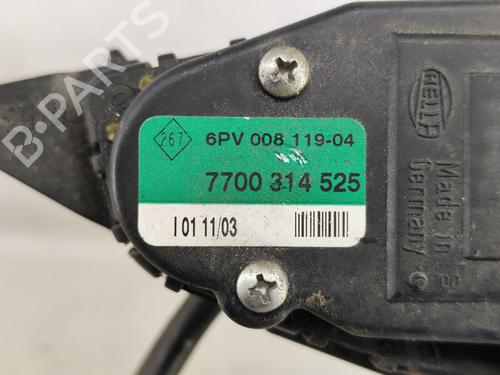 267
6PV 008 119-04
7700 314 525
I 01 11/03
HELLA
Made in
Germany
B-PARTS